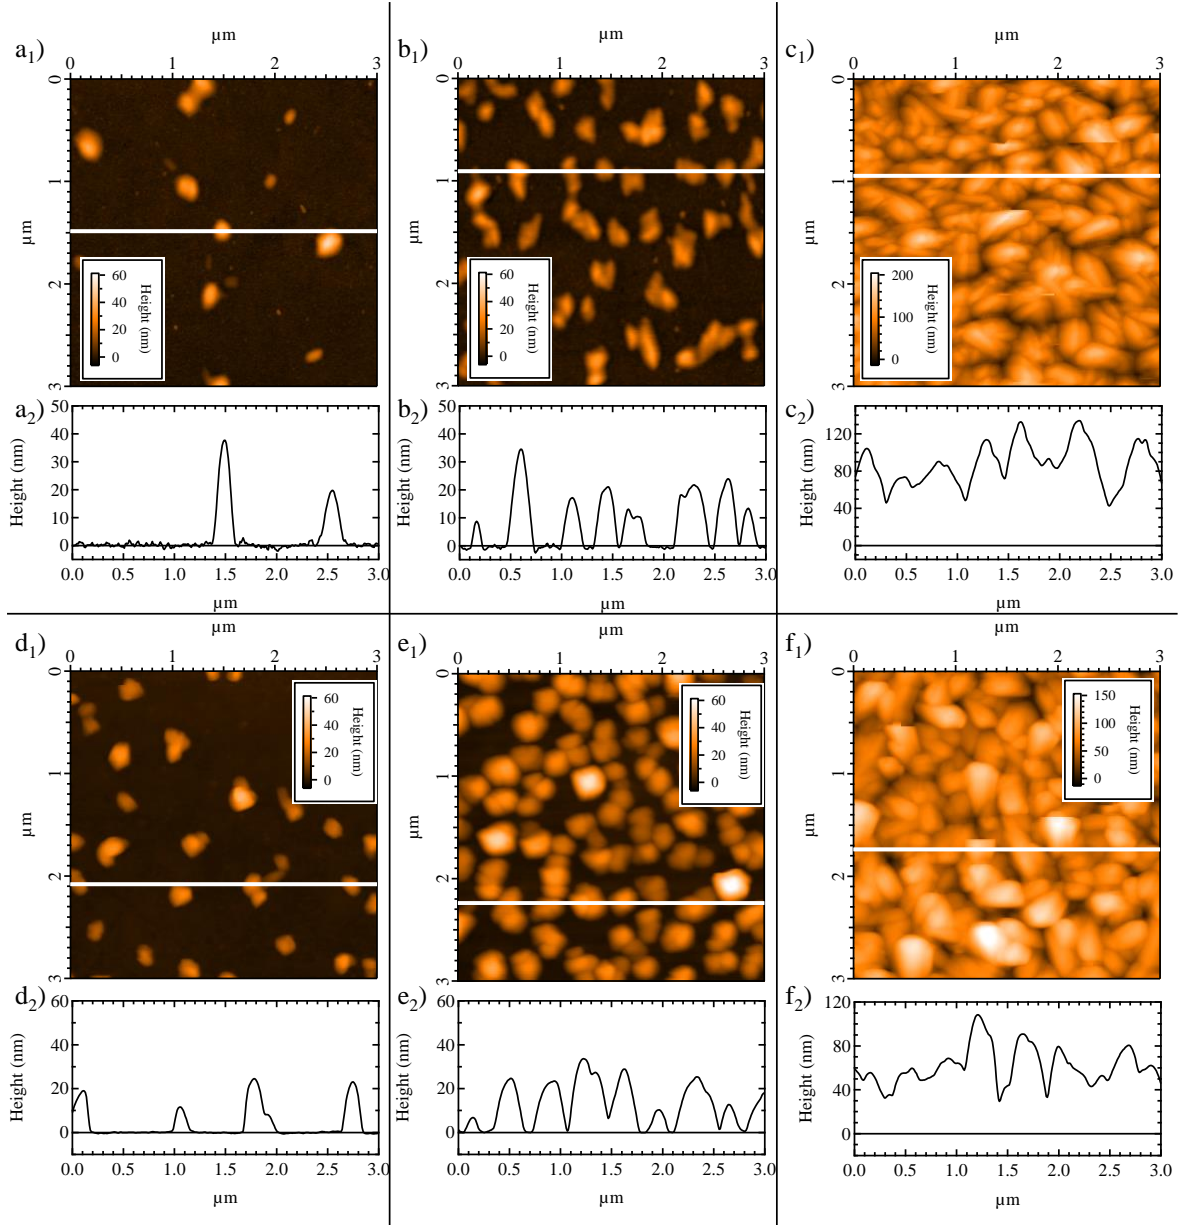 µm µm
a1) b1) c1)
0 1 2 3 0 1 2 3 0 1 2 3
0 1 2 3 0 1 2 3 0 1 2 3
µm µm µm
60 40 20 0 Height (nm)
60 40 20 0 Height (nm)
200 100 0 Height (nm)
a2) b2) c2)
50 40 30 20 10 0 50 40 30 20 10 0 120 80 40 0
Height (nm) Height (nm) Height (nm)
0.0 0.5 1.0 1.5 2.0 2.5 3.0 0.0 0.5 1.0 1.5 2.0 2.5 3.0 0.0 0.5 1.0 1.5 2.0 2.5 3.0
µm µm µm
µm µm µm
d1) e1) f1)
0 1 2 3 0 1 2 3 0 1 2 3
0 1 2 3 0 1 2 3 0 1 2 3
µm µm µm
60 40 20 0 Height (nm)
60 40 20 0 Height (nm)
150 100 50 0 Height (nm)
d2) e2) f2)
60 40 20 0 60 40 20 0 120 80 40 0
Height (nm) Height (nm) Height (nm)
0.0 0.5 1.0 1.5 2.0 2.5 3.0 0.0 0.5 1.0 1.5 2.0 2.5 3.0 0.0 0.5 1.0 1.5 2.0 2.5 3.0
µm µm µm